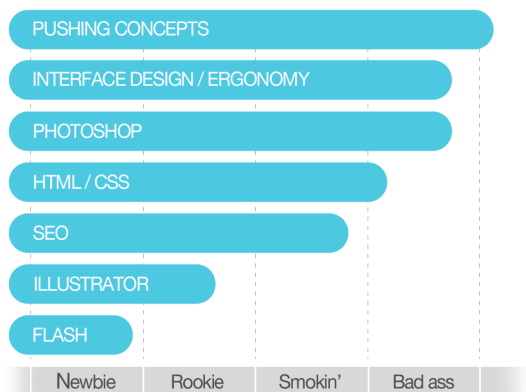 PUSHING CONCEPTS
INTERFACE DESIGN / ERGONOMY
PHOTOSHOP
HTML / CSS
SEO
ILLUSTRATOR
FLASH
Newbie Rookie Smokin' Bad ass